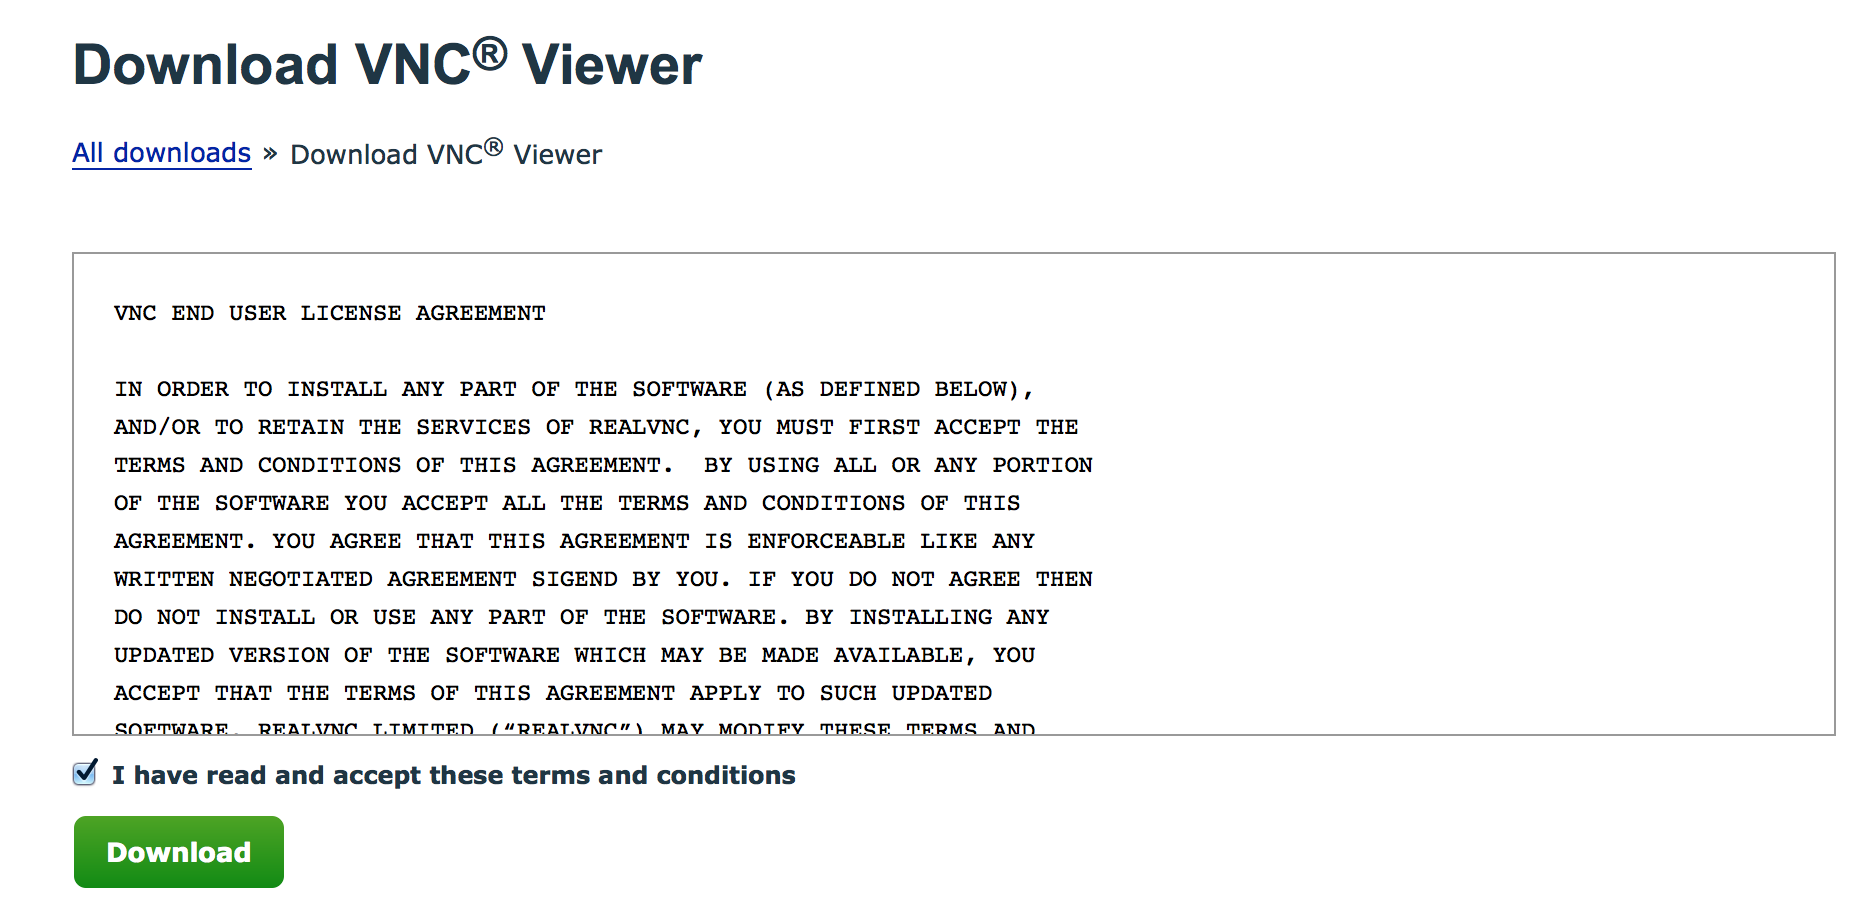 Download VNC® Viewer
All downloads » Download VNC® Viewer
VNC END USER LICENSE AGREEMENT
IN ORDER TO INSTALL ANY PART OF THE SOFTWARE (AS DEFINED BELOW),
AND/OR TO RETAIN THE SERVICES OF REALVNC, YOU MUST FIRST ACCEPT THE
TERMS AND CONDITIONS OF THIS AGREEMENT.  BY USING ALL OR ANY PORTION
OF THE SOFTWARE YOU ACCEPT ALL THE TERMS AND CONDITIONS OF THIS
AGREEMENT. YOU AGREE THAT THIS AGREEMENT IS ENFORCEABLE LIKE ANY
WRITTEN NEGOTIATED AGREEMENT SIGEND BY YOU. IF YOU DO NOT AGREE THEN
DO NOT INSTALL OR USE ANY PART OF THE SOFTWARE. BY INSTALLING ANY
UPDATED VERSION OF THE SOFTWARE WHICH MAY BE MADE AVAILABLE, YOU
ACCEPT THAT THE TERMS OF THIS AGREEMENT APPLY TO SUCH UPDATED
SOFTWARE. REALVNC LIMITED (“REALVNC”) MAY MODIFY THESE TERMS AND
I have read and accept these terms and conditions
Download